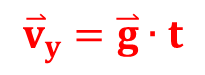 v⃗y = g⃗ · t